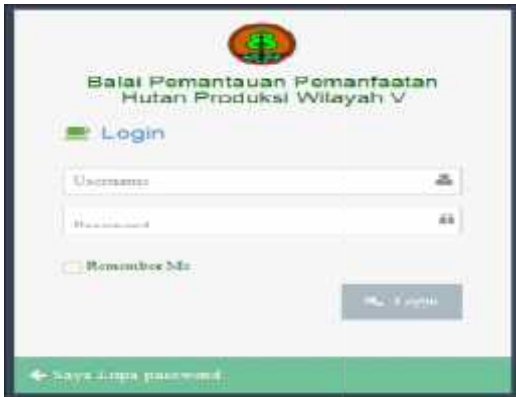 Balai Pemantauan Pemanfaatan
Hutan Produksi Wilayah V
Login
Username
Password
Remember Me
Login
Saya Lupa password